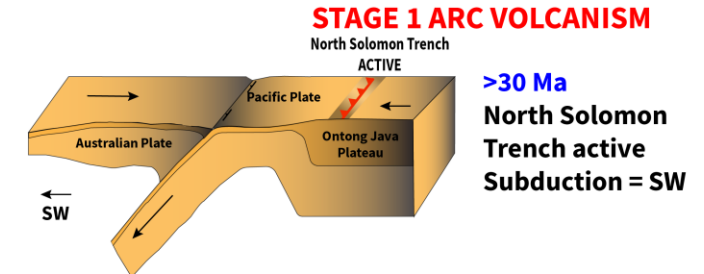 STAGE 1 ARC VOLCANISM
North Solomon Trench
ACTIVE
Pacific Plate
Australian Plate
Ontong Java
Plateau
SW
>30 Ma
North Solomon
Trench active
Subduction = SW